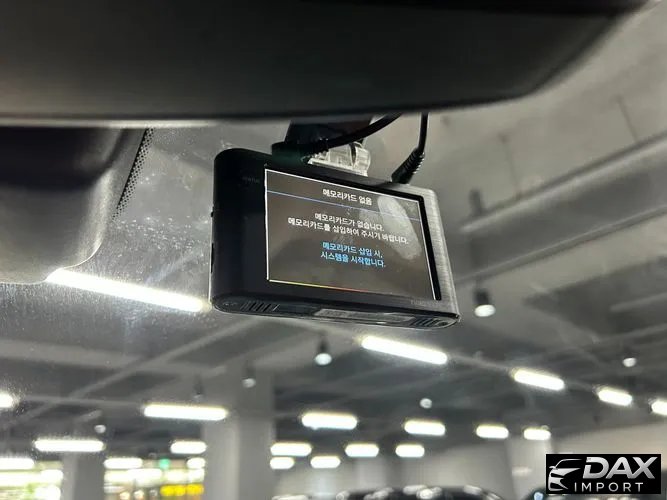 메모리카드 없음
메모리카드가 없습니다.
메모리카드를 삽입하여 주시기 바랍니다.
메모리카드 삽입 시,
시스템을 시작합니다.
DAX
IMPORT